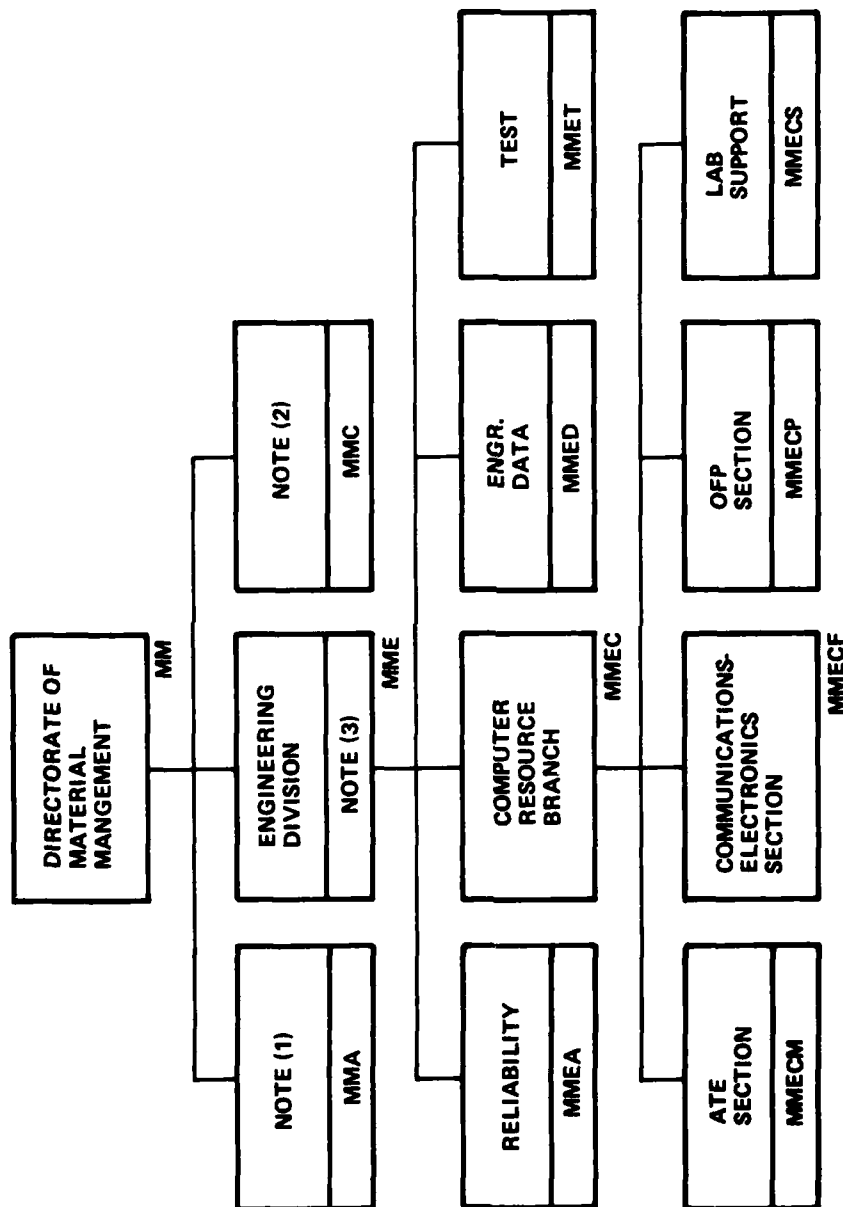 DIRECTORATE OF
MATERIAL
MANGEMENT
MM
NOTE (1)
MMA
ENGINEERING
DIVISION
NOTE (3)
MME
NOTE (2)
MMC
RELIABILITY
MMEA
COMPUTER
RESOURCE
BRANCH
MMEC
ENGR.
DATA
MMED
TEST
MMET
ATE
SECTION
MMECM
COMMUNICATIONS-
ELECTRONICS
SECTION
MMECF
OFP
SECTION
MMECP
LAB
SUPPORT
MMECS